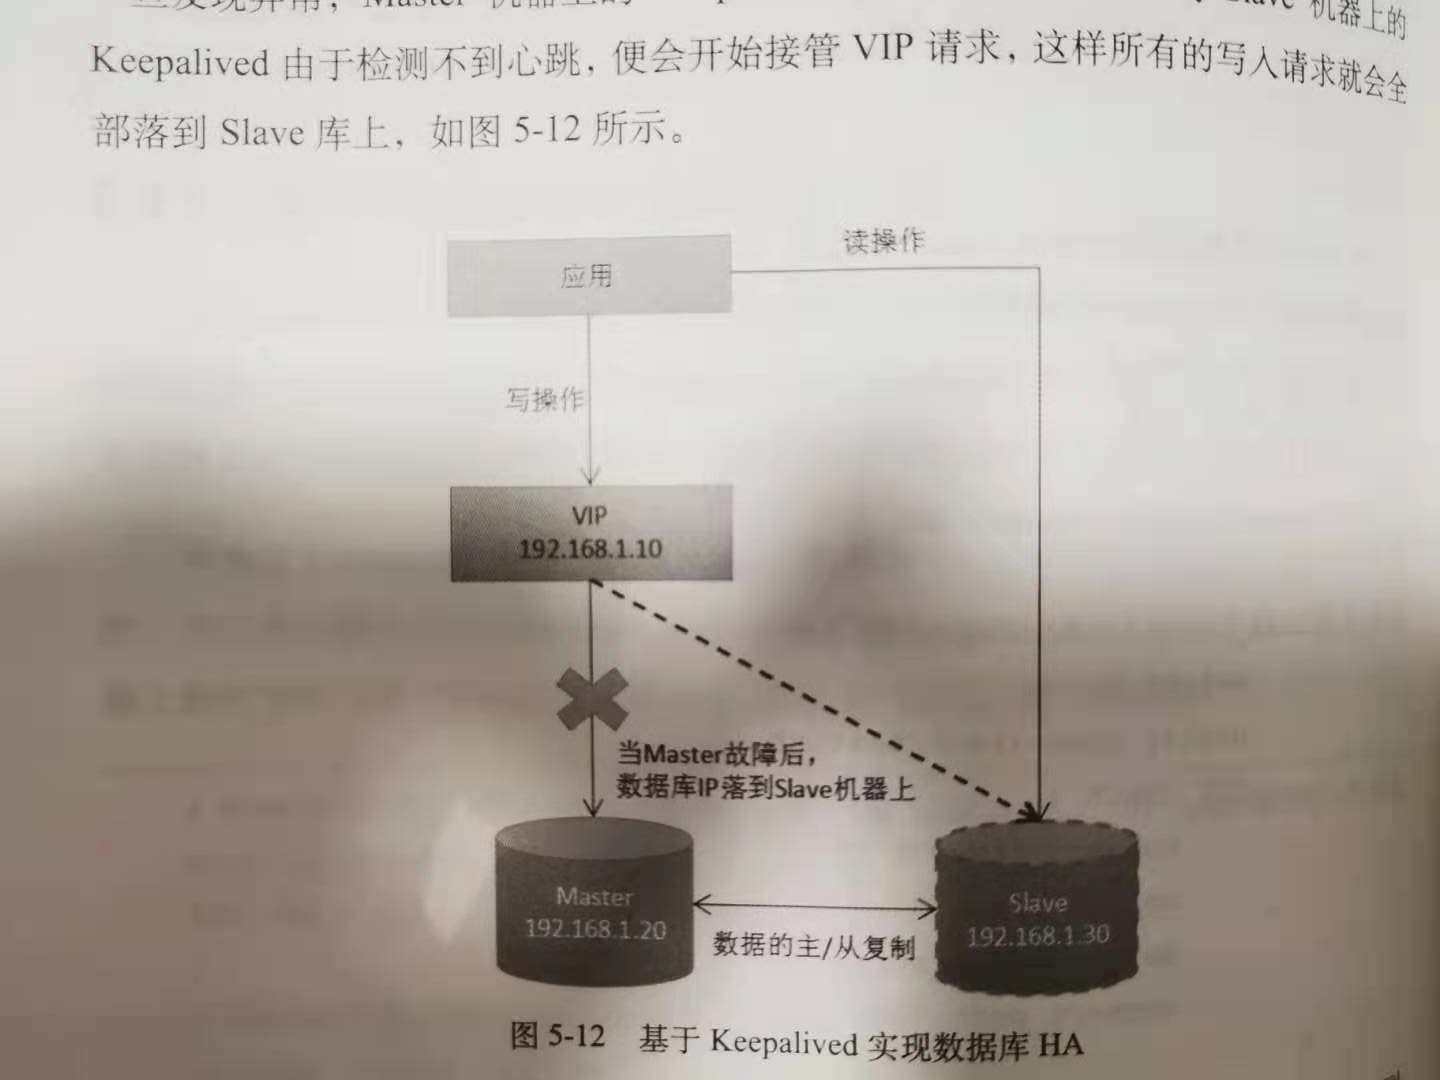 发现异常，Master 机器上的
Slave 机器上的
Keepalived 由于检测不到心跳，便会开始接管 VIP 请求，这样所有的写入请求就会全
部落到 Slave 库上，如图 5-12 所示。
读操作
应用
写操作
VIP
192.168.1.10
当Master故障后，
数据库IP落到Slave机器上
Master
192.168.1.20
Slave
192.168.1.30
数据的主/从复制
图 5-12 基于 Keepalived 实现数据库 HA